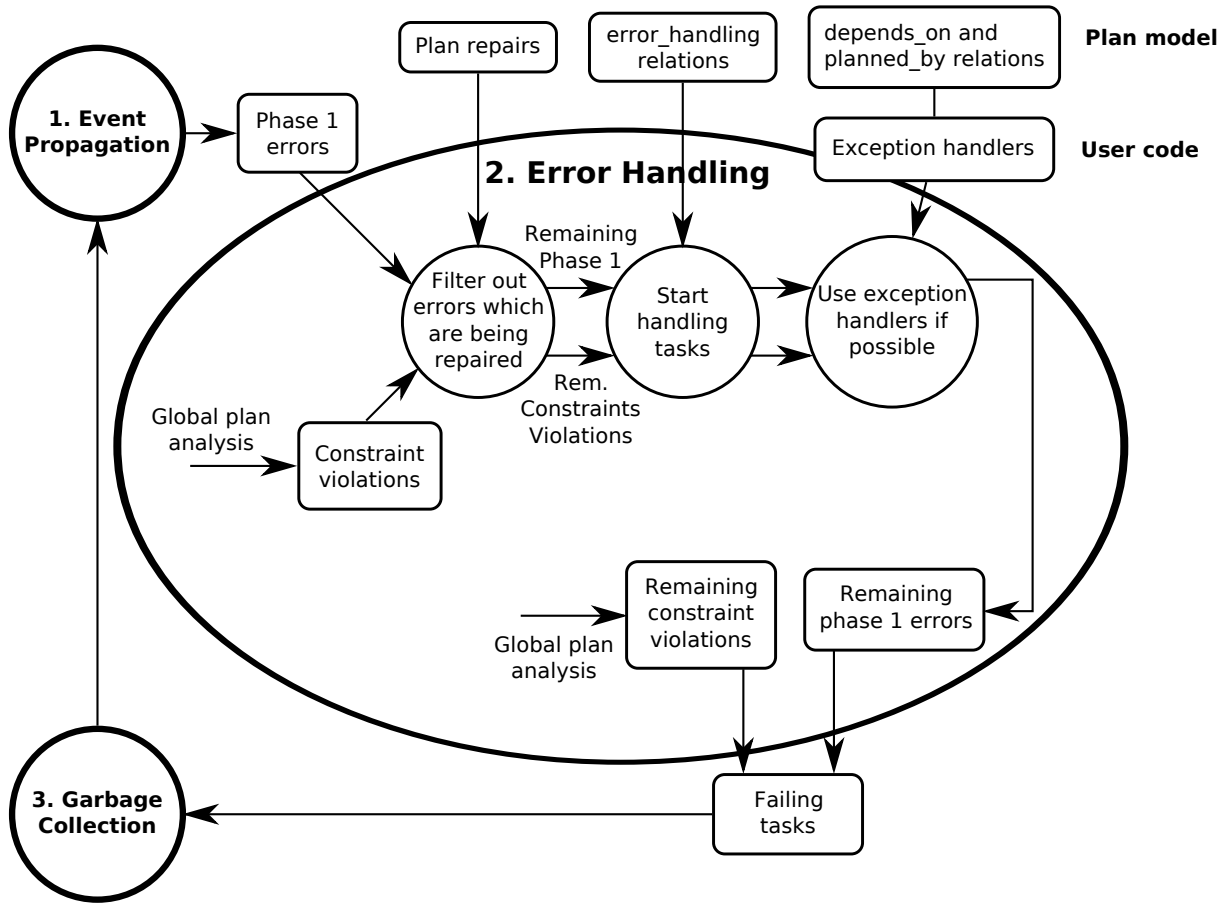 Plan repairs
error_handling
relations
depends_on and
planned_by relations
Plan model
1. Event
Propagation
Phase 1
errors
Exception handlers
User code
2. Error Handling
Remaining
Phase 1
Filter out
errors which
are being
repaired
Start
handling
tasks
Use exception
handlers if
possible
Rem.
Constraints
Violations
Global plan
analysis
Constraint
violations
Remaining
constraint
violations
Remaining
phase 1 errors
Global plan
analysis
3. Garbage
Collection
Failing
tasks